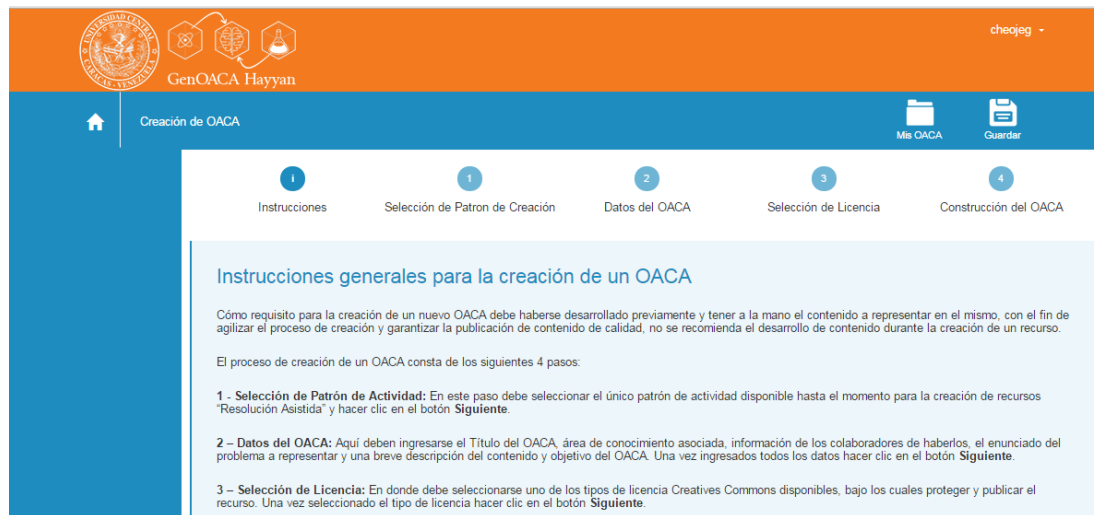 UNIVERSIDAD CENTRAL
CARACAS - VENEZUELA
GenOACA Hayyan
cheojeg
Creación de OACA
Mis OACA
Guardar
i
1
2
3
4
Instrucciones
Selección de Patron de Creación
Datos del OACA
Selección de Licencia
Construcción del OACA
Instrucciones generales para la creación de un OACA
Cómo requisito para la creación de un nuevo OACA debe haberse desarrollado previamente y tener a la mano el contenido a representar en el mismo, con el fin de
agilizar el proceso de creación y garantizar la publicación de contenido de calidad, no se recomienda el desarrollo de contenido durante la creación de un recurso.
El proceso de creación de un OACA consta de los siguientes 4 pasos:
1 - Selección de Patrón de Actividad: En este paso debe seleccionar el único patrón de actividad disponible hasta el momento para la creación de recursos
"Resolución Asistida" y hacer clic en el botón Siguiente.
2 – Datos del OACA: Aquí deben ingresarse el Título del OACA, área de conocimiento asociada, información de los colaboradores de haberlos, el enunciado del
problema a representar y una breve descripción del contenido y objetivo del OACA. Una vez ingresados todos los datos hacer clic en el botón Siguiente.
3 – Selección de Licencia: En donde debe seleccionarse uno de los tipos de licencia Creatives Commons disponibles, bajo los cuales proteger y publicar el
recurso. Una vez seleccionado el tipo de licencia hacer clic en el botón Siguiente.